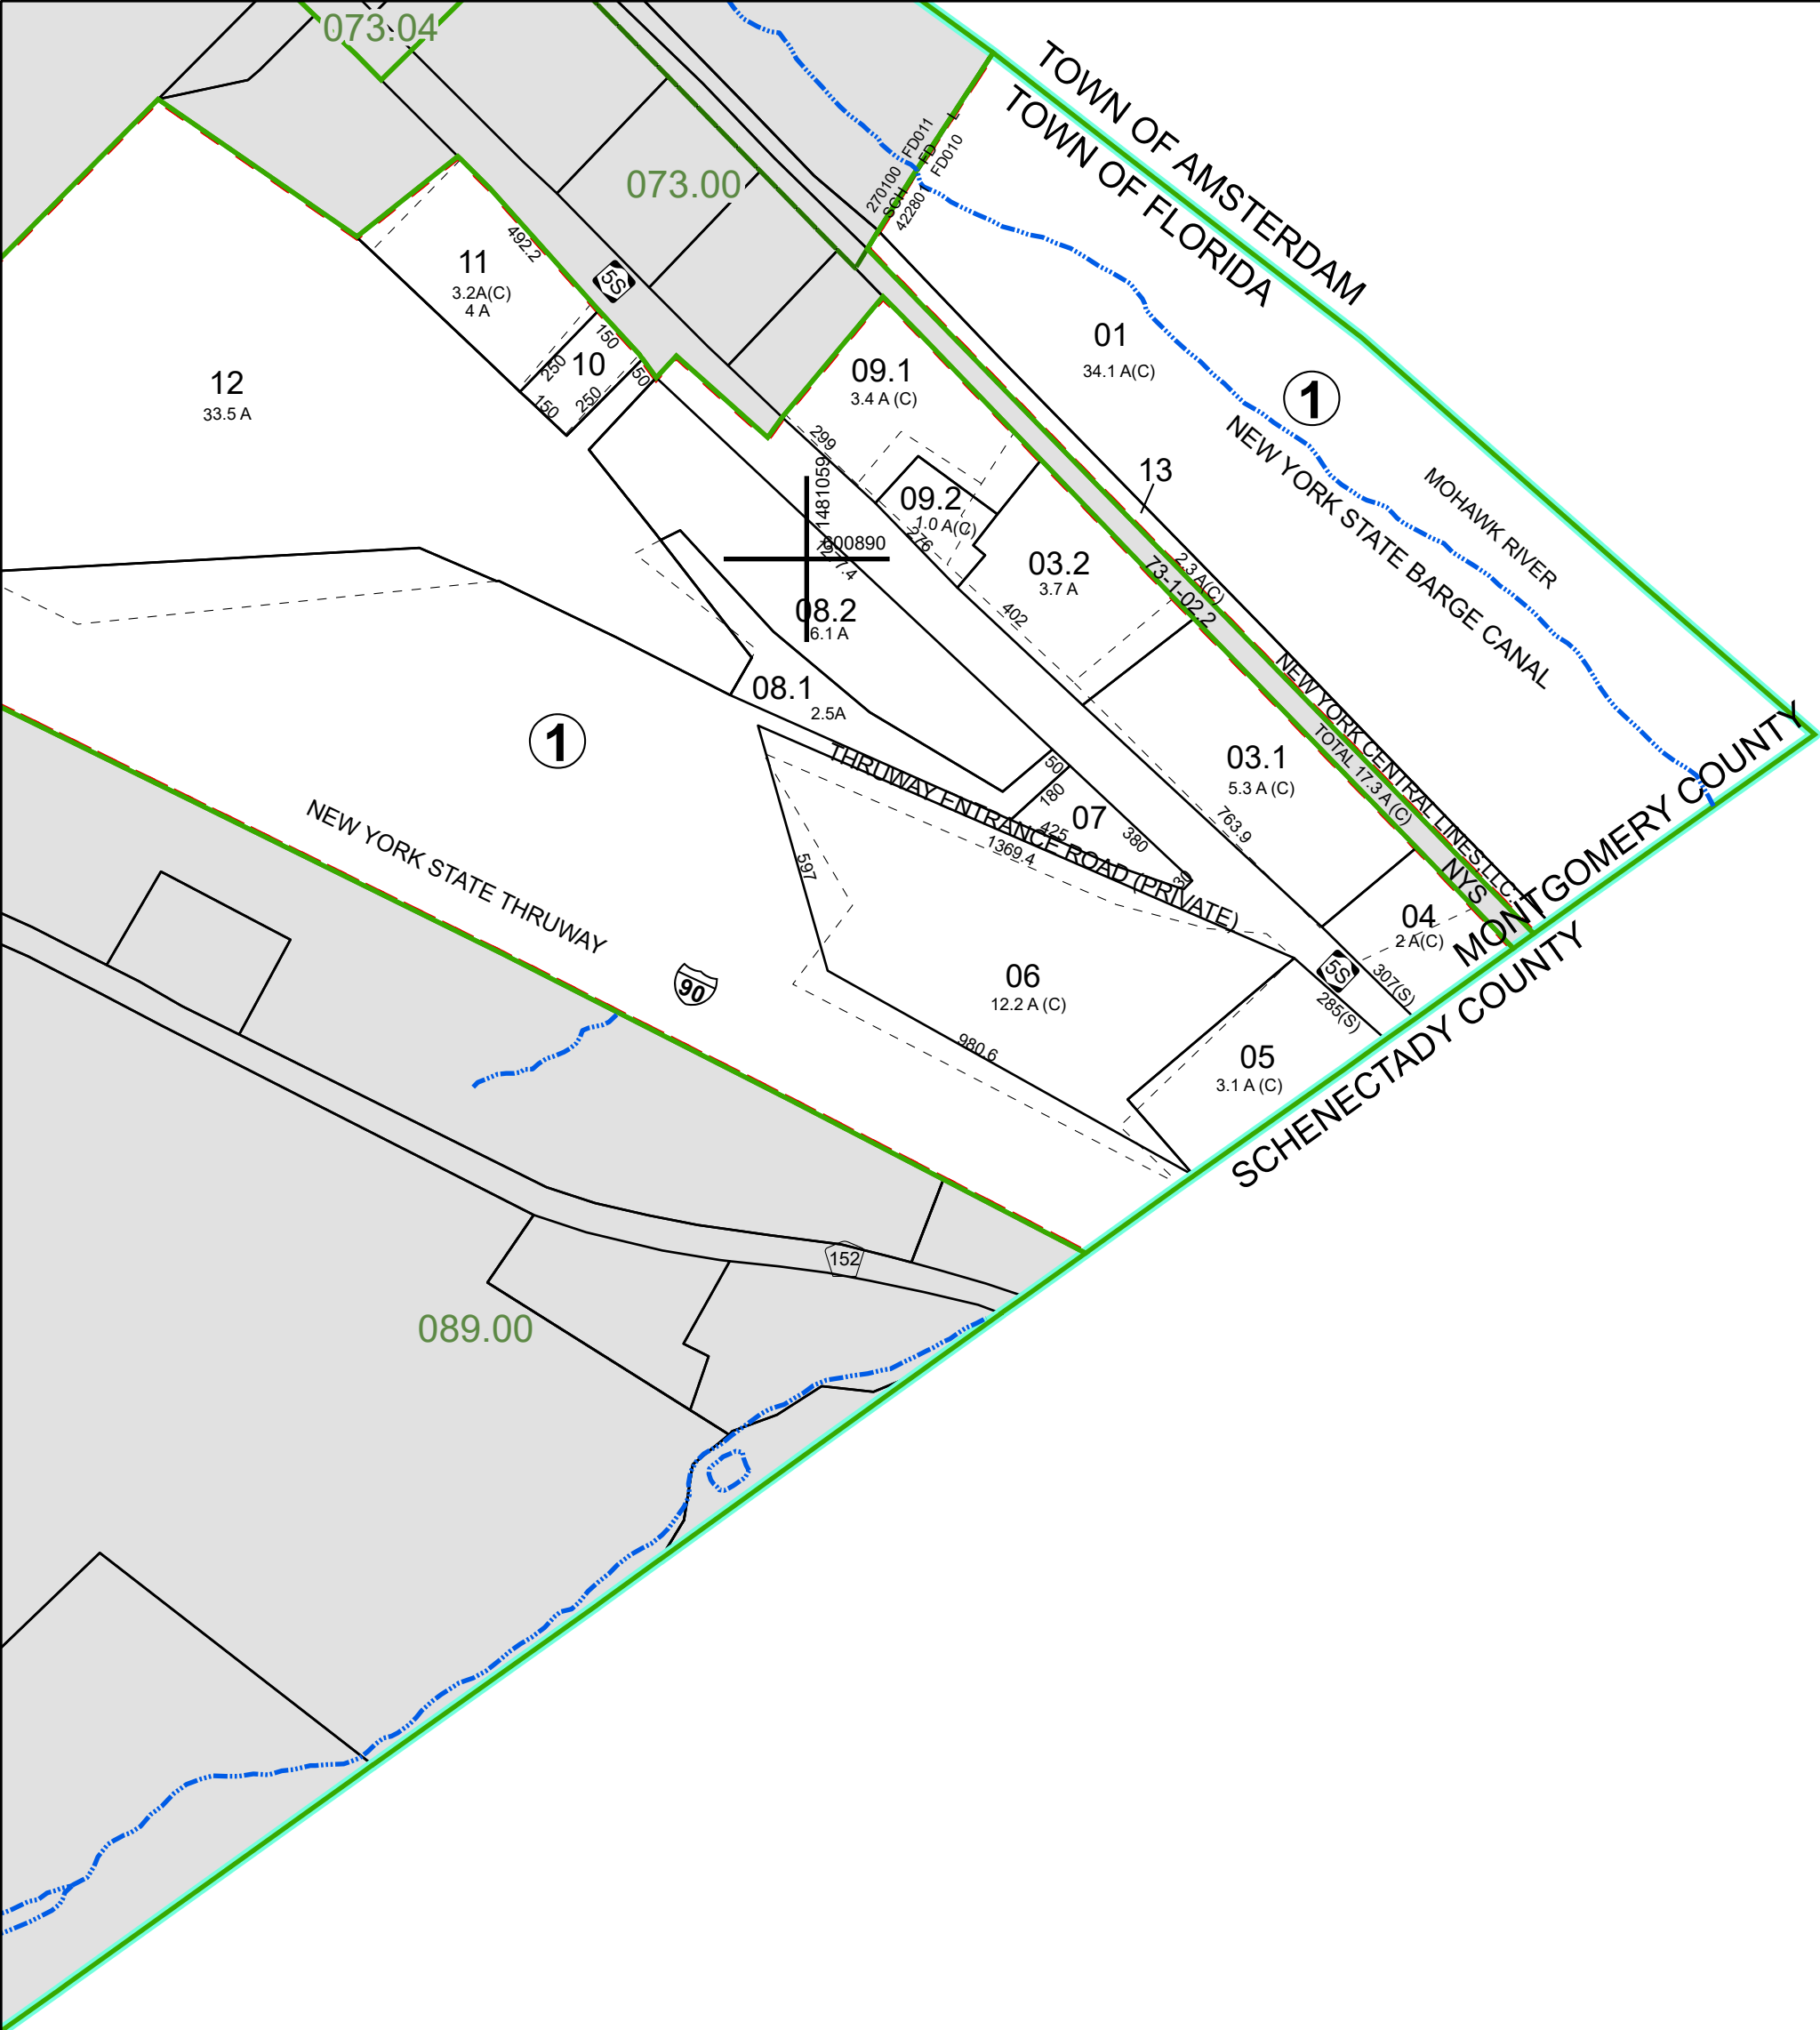 073.04
TOWN OF AMSTERDAM
TOWN OF FLORIDA
270100 FD011
SCH FD L
42280 FD010
073.00
492.2
5S
11
3.2A(C)
4 A
150
250
10
50
250
150
12
33.5 A
01
34.1 A(C)
1
09.1
3.4 A (C)
299
1481059
600890
09.2
1.0 A(C)
276
13
2.3 A(C)
73-1-02.2
NEW YORK STATE BARGE CANAL
MOHAWK RIVER
03.2
3.7 A
402
08.2
6.1 A
08.1
2.5A
1
THRUWAY ENTRANCE ROAD (PRIVATE)
50
180
07
425
380
30
1369.4
597
03.1
5.3 A (C)
763.9
NEW YORK CENTRAL LINES LLC.
TOTAL 17.3 A (C)
NYS
04
2 A(C)
MONTGOMERY COUNTY
SCHENECTADY COUNTY
5S
307(S)
285(S)
NEW YORK STATE THRUWAY
90
06
12.2 A (C)
980.6
05
3.1 A (C)
152
089.00